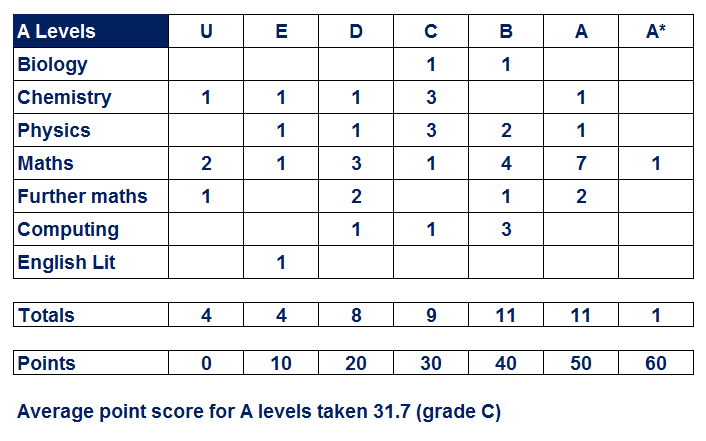 A Levels U E D C B A A*
Biology 1 1
Chemistry 1 1 1 3 1
Physics 1 1 3 2 1
Maths 2 1 3 1 4 7 1
Further maths 1 2 1 2
Computing 1 1 3
English Lit 1
Totals 4 4 8 9 11 11 1
Points 0 10 20 30 40 50 60
Average point score for A levels taken 31.7 (grade C)